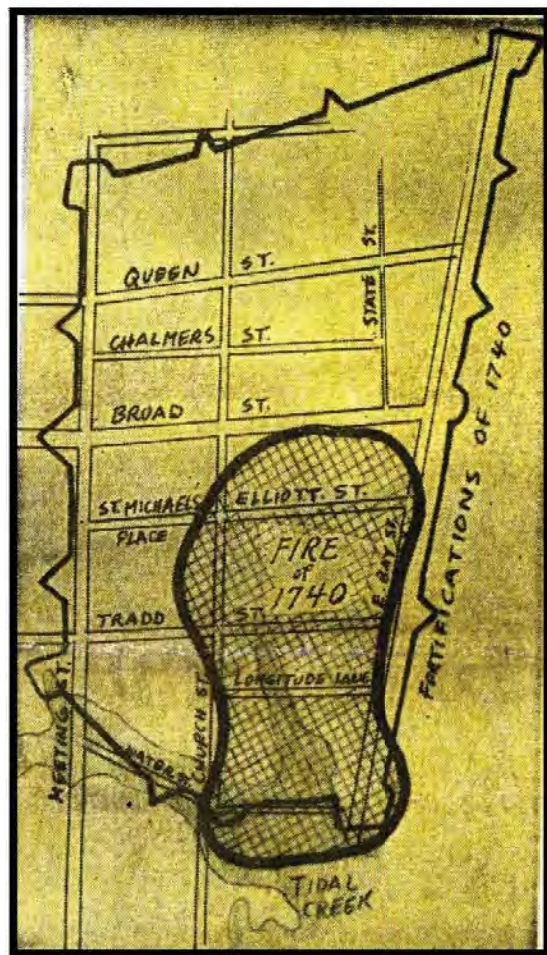 QUEEN ST.
STATE ST.
CHALMERS ST.
BROAD ST.
FORTIFICATIONS OF 1740
ST. MICHAELS PLACE
ELLIOTT. ST.
FIRE
OF
1740
E. BAY ST.
TRADD ST.
LONGITUDE LANE
MEETING ST.
CHURCH ST.
WATER ST.
TIDAL
CREEK